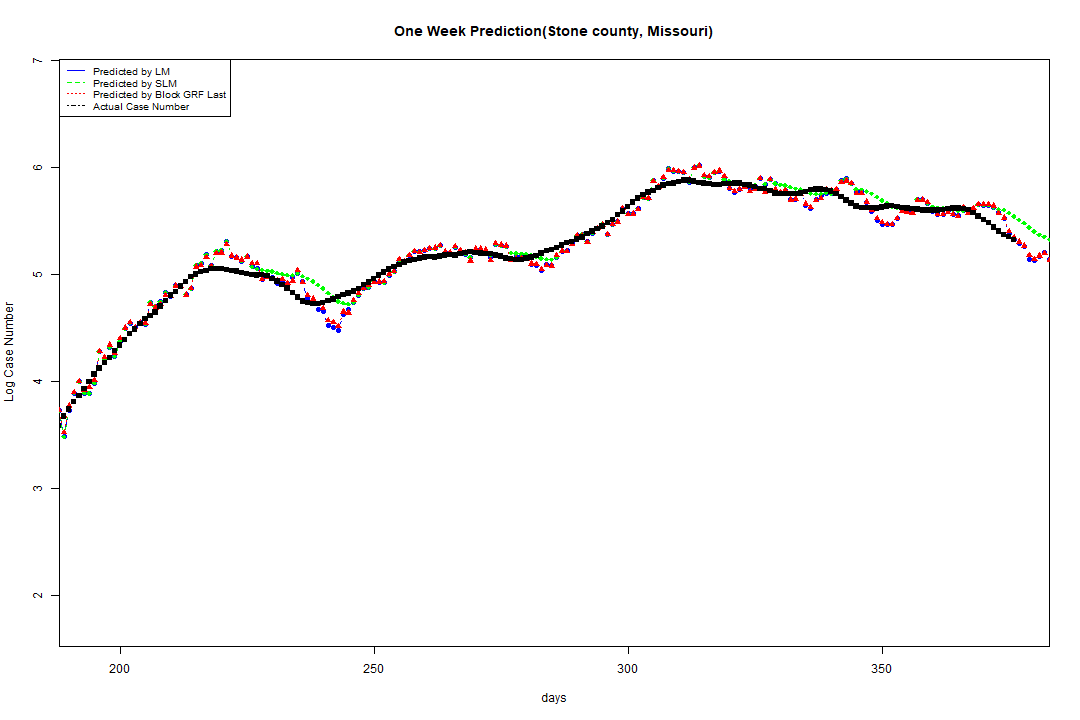 One Week Prediction(Stone county, Missouri)
7
Predicted by LM
Predicted by SLM
Predicted by Block GRF Last
Actual Case Number
6
5
4
3
2
Log Case Number
200 250 300 350
days